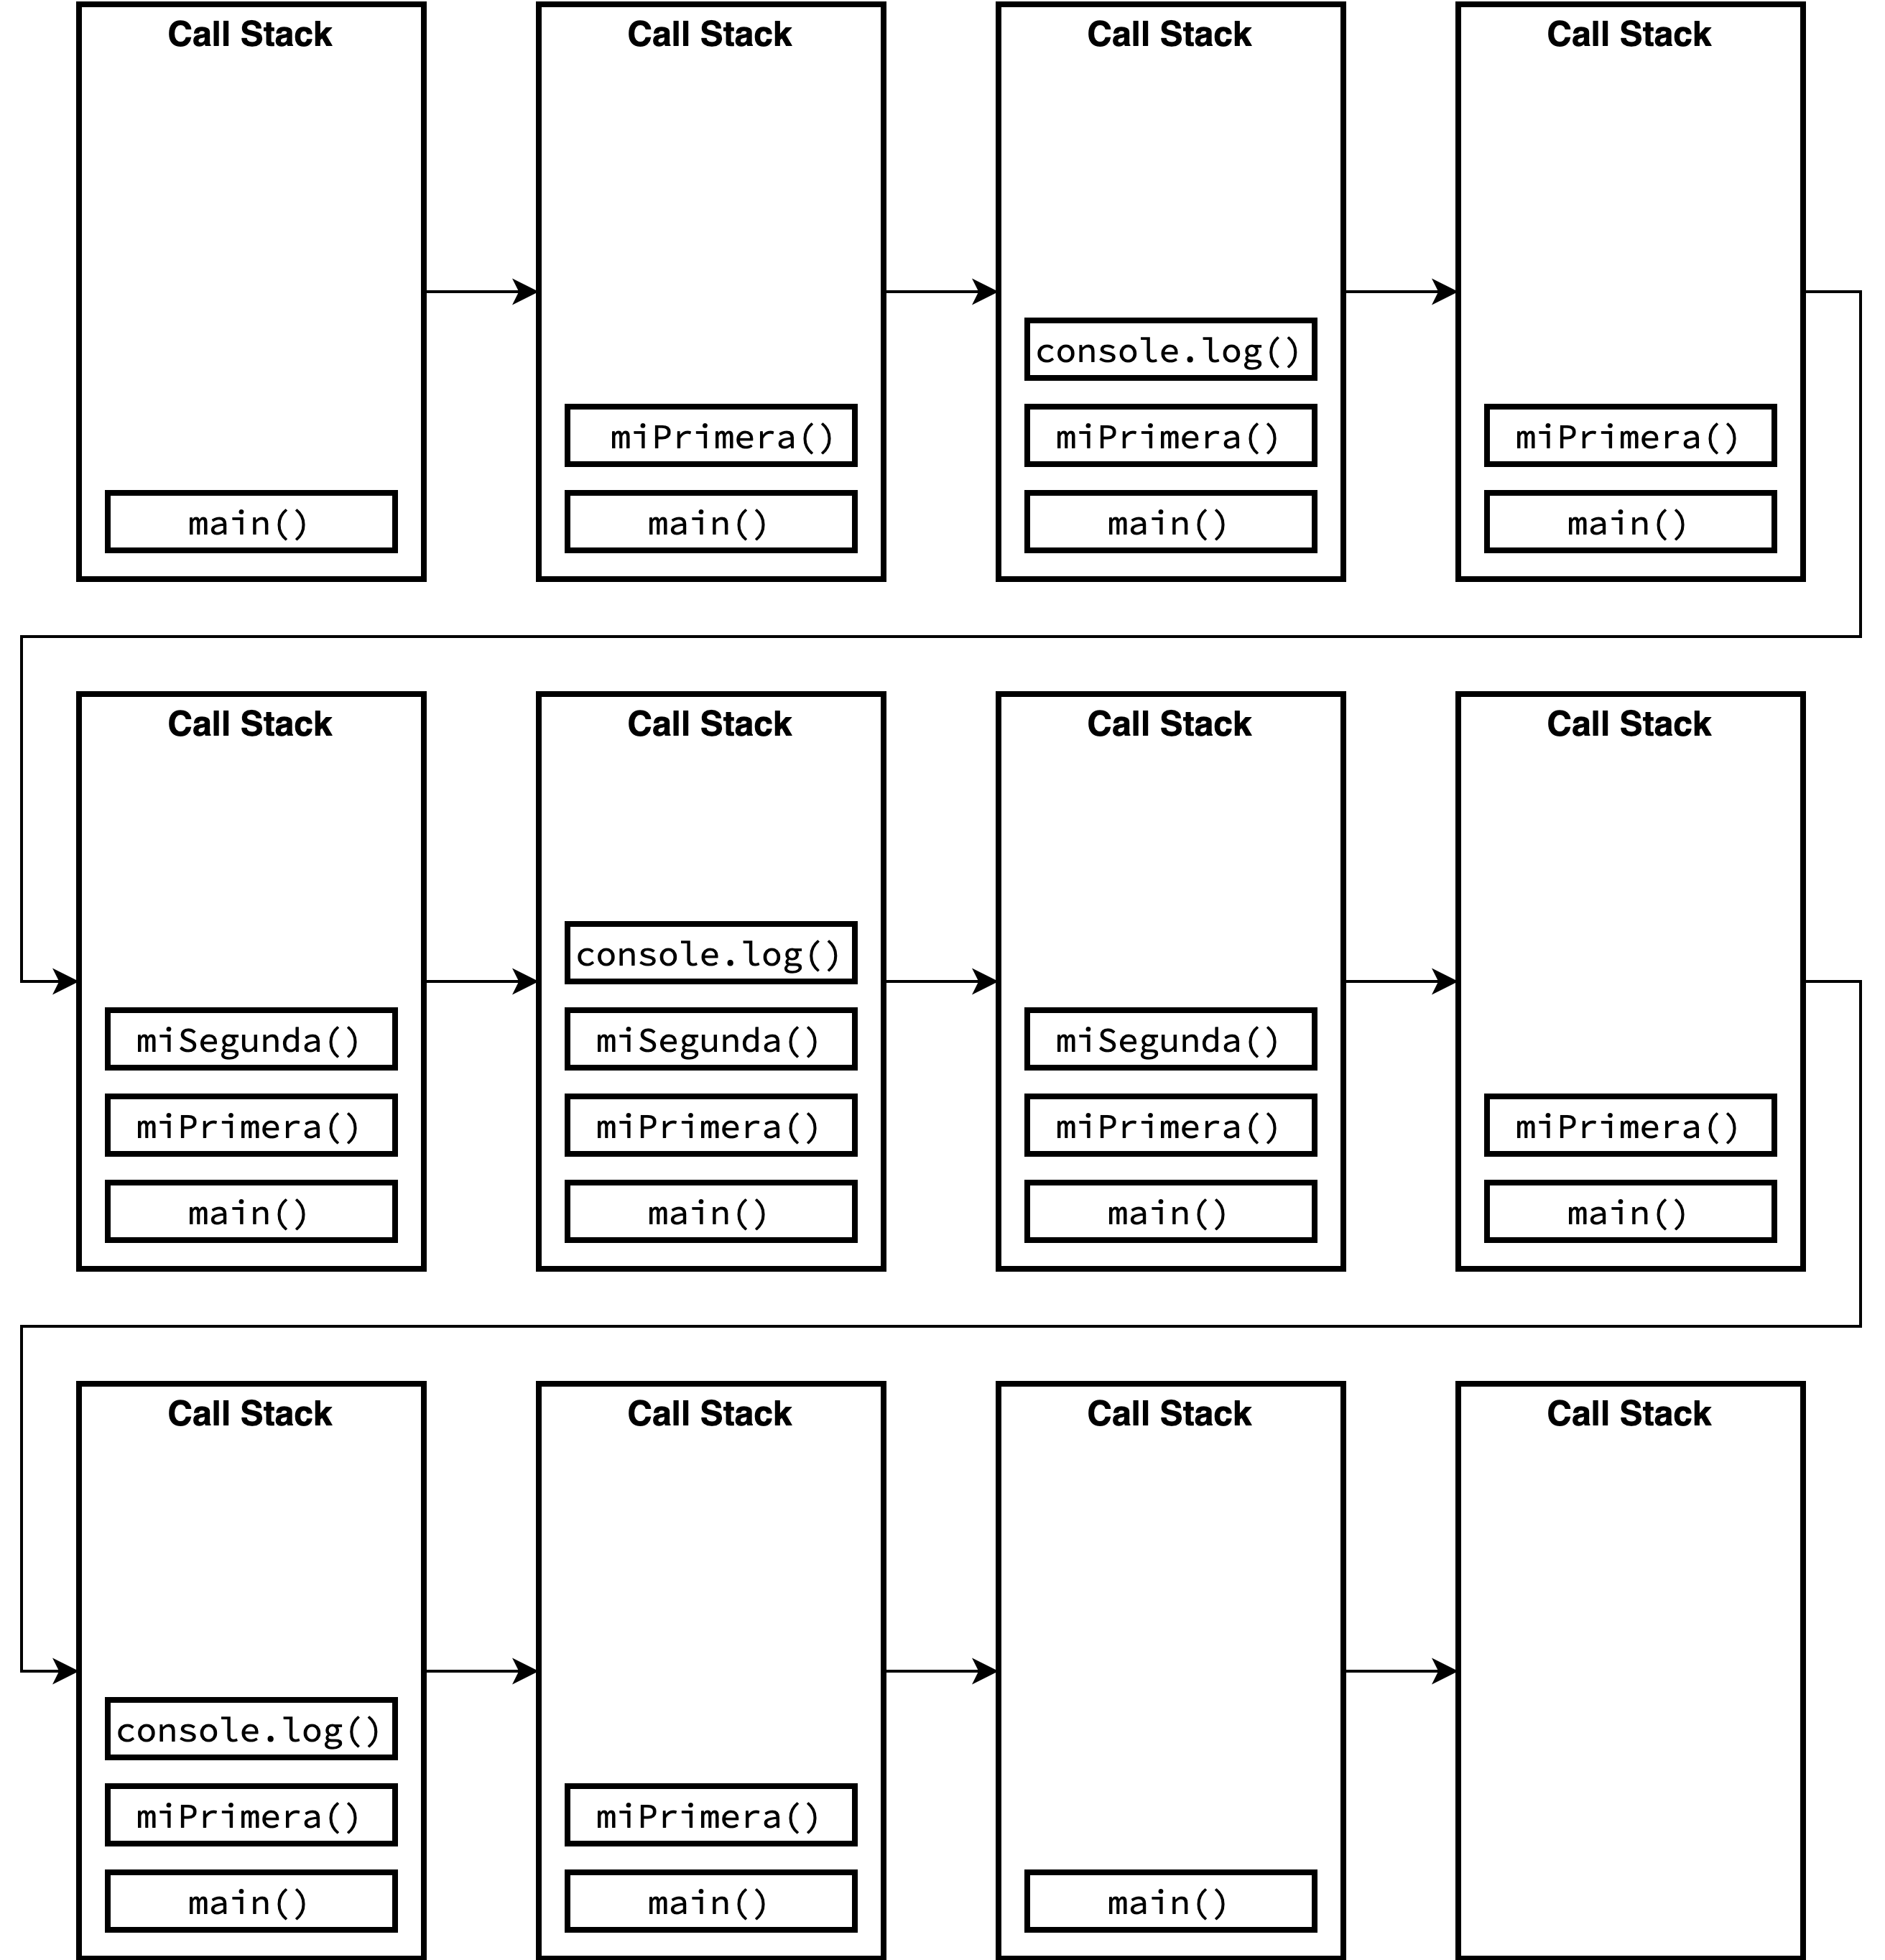 Call Stack
main()
Call Stack
miPrimera()
main()
Call Stack
console.log()
miPrimera()
main()
Call Stack
miPrimera()
main()
Call Stack
miSegunda()
miPrimera()
main()
Call Stack
console.log()
miSegunda()
miPrimera()
main()
Call Stack
miSegunda()
miPrimera()
main()
Call Stack
miPrimera()
main()
Call Stack
console.log()
miPrimera()
main()
Call Stack
miPrimera()
main()
Call Stack
main()
Call Stack